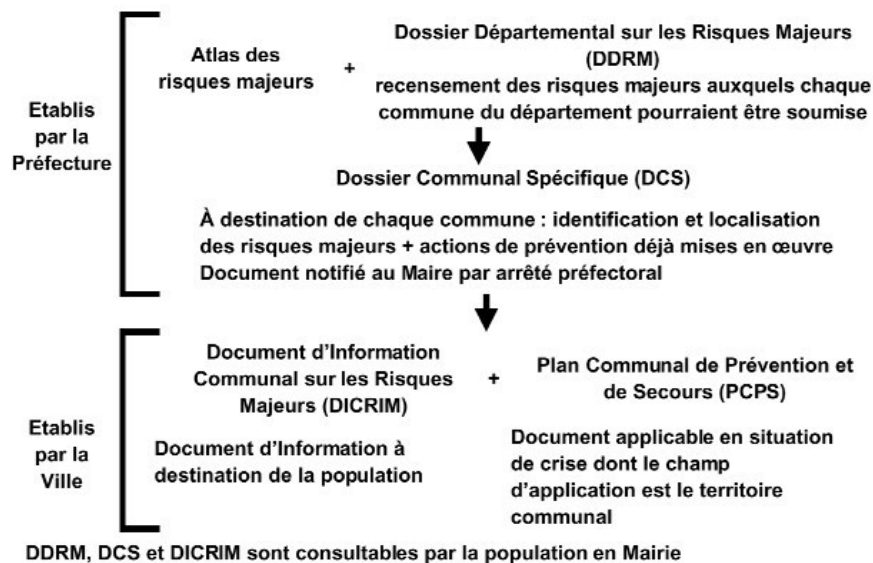 Etablis
par la
Préfecture
Atlas des
risques majeurs
+
Dossier Départemental sur les Risques Majeurs
(DDRM)
recensement des risques majeurs auxquels chaque
commune du département pourraient être soumise
Dossier Communal Spécifique (DCS)
À destination de chaque commune : identification et localisation
des risques majeurs + actions de prévention déjà mises en œuvre
Document notifié au Maire par arrêté préfectoral
Etablis
par la
Ville
Document d'Information
Communal sur les Risques
Majeurs (DICRIM)
Document d'Information à
destination de la population
+
Plan Communal de Prévention et
de Secours (PCPS)
Document applicable en situation
de crise dont le champ
d'application est le territoire
communal
DDRM, DCS et DICRIM sont consultables par la population en Mairie